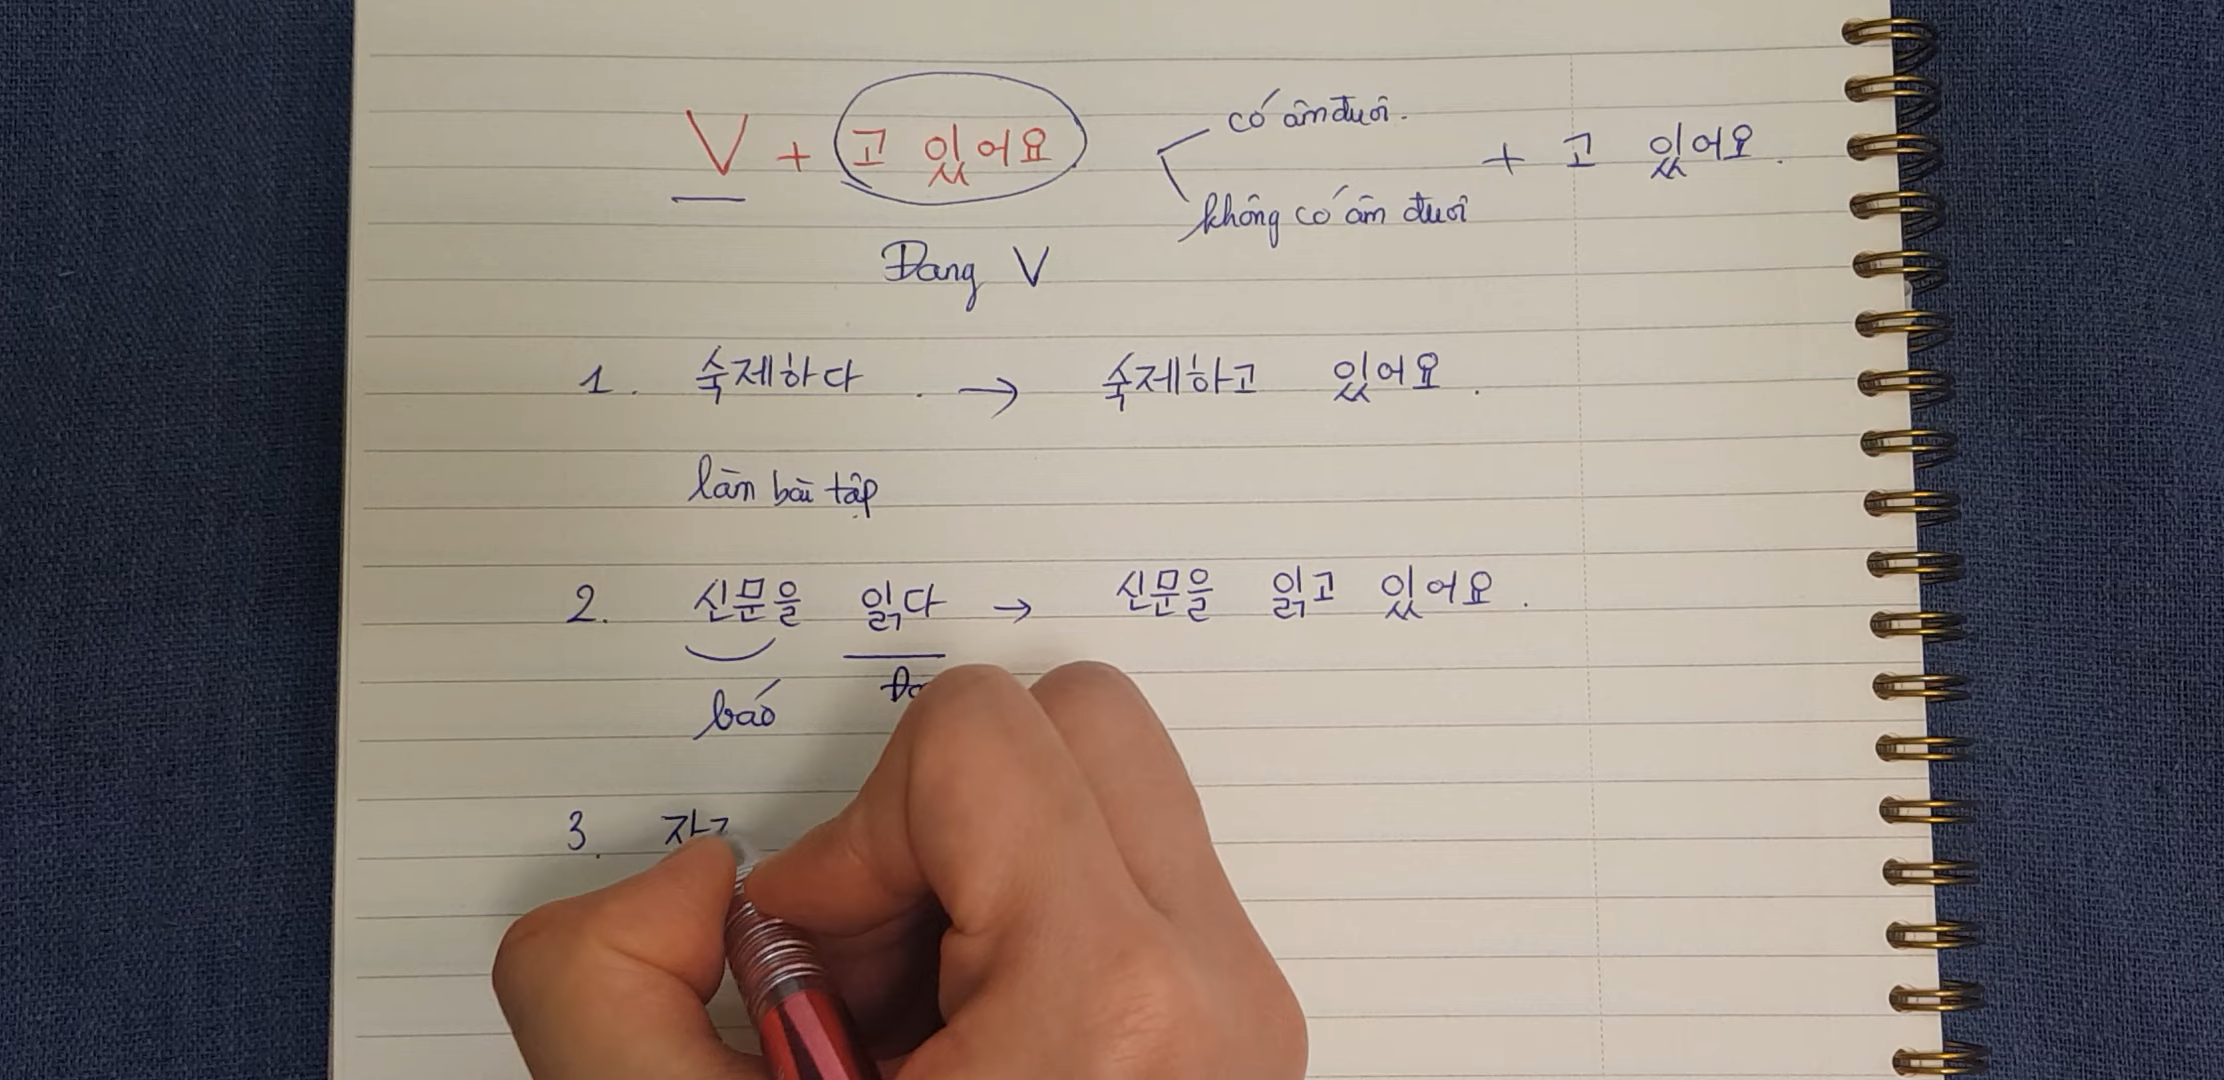 V + 고 있어요
có âm đuôi.
không có âm đuôi
+ 고 있어요.
Đang V
1. 숙제하다. → 숙제하고 있어요.
làm bài tập
2. 신문을 읽다 → 신문을 읽고 있어요.
báo
3.